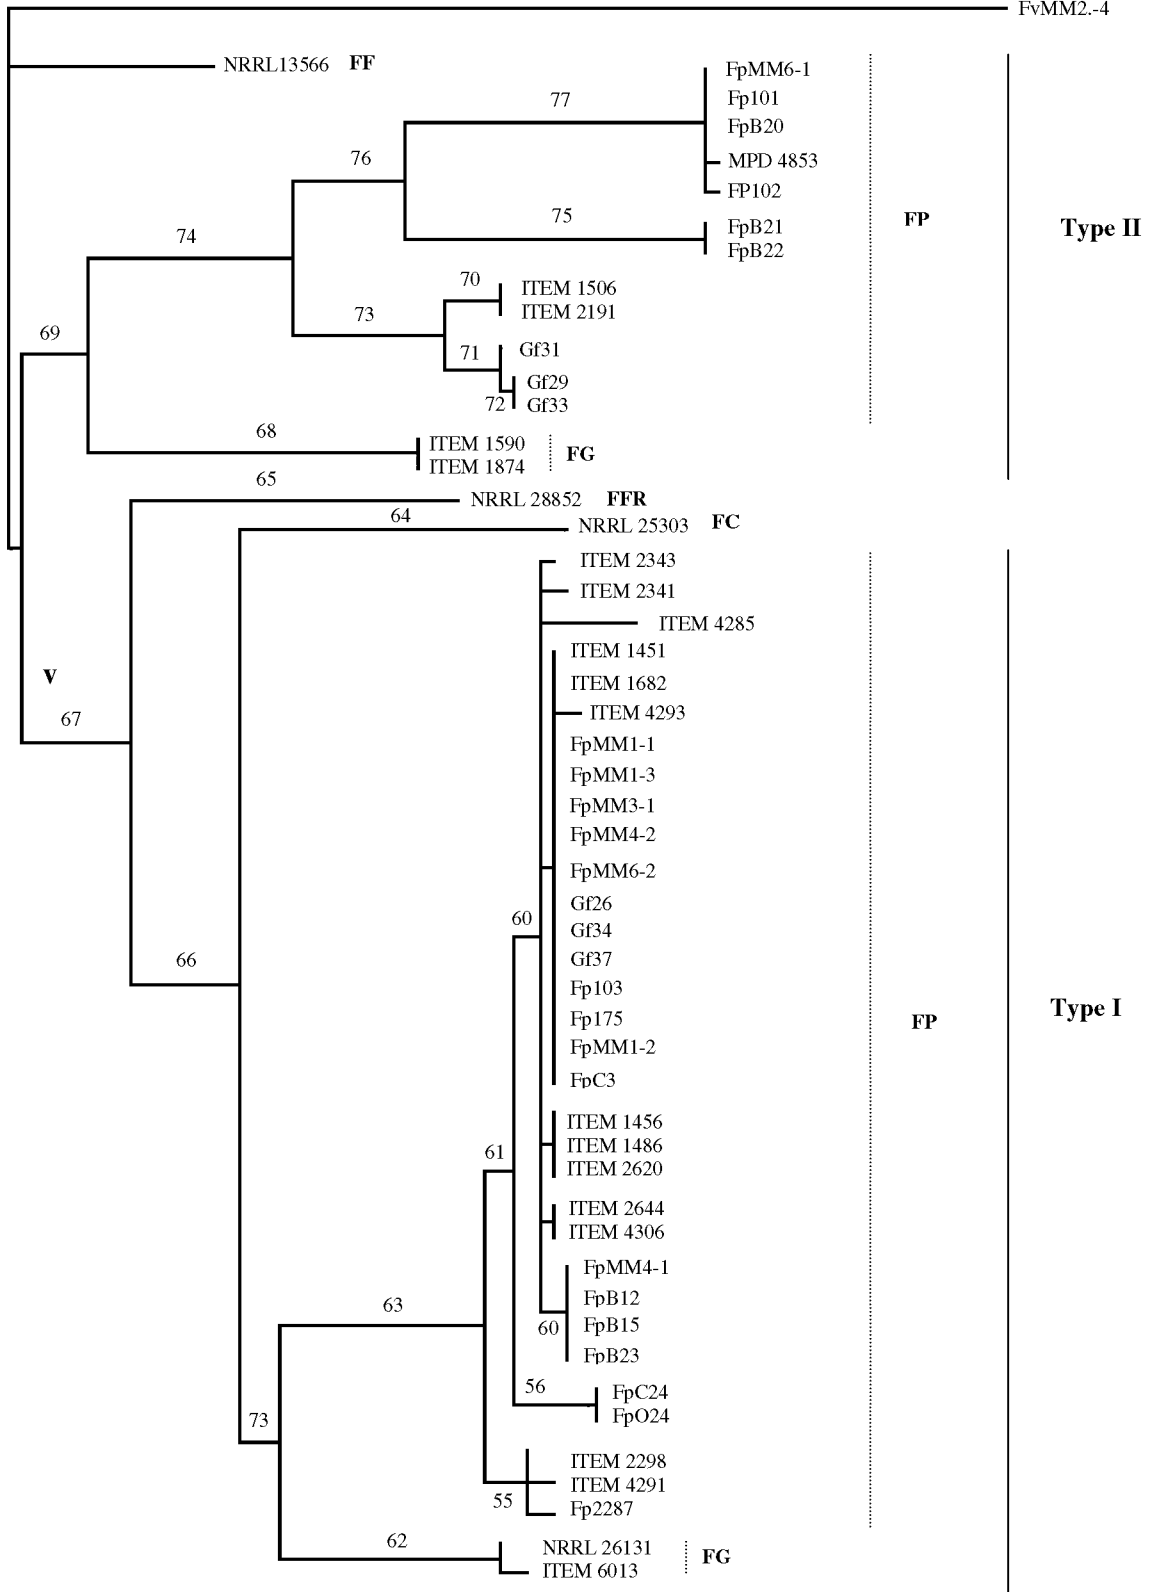 FvMM2.-4
NRRL13566 FF
FpMM6-1
77
Fp101
FpB20
76
MPD 4853
FP102
75
FP
FpB21
Type II
74
FpB22
70
ITEM 1506
73
ITEM 2191
69
71
Gf31
Gf29
72
Gf33
68
ITEM 1590
FG
ITEM 1874
65
NRRL 28852 FFR
64
NRRL 25303 FC
ITEM 2343
ITEM 2341
ITEM 4285
ITEM 1451
v
ITEM 1682
67
ITEM 4293
FpMM1-1
FpMM1-3
FpMM3-1
FpMM4-2
FpMM6-2
Gf26
60
Gf34
66
Gf37
Fp103
Type I
Fp175
FP
FpMM1-2
FpC3
ITEM 1456
61
ITEM 1486
ITEM 2620
ITEM 2644
ITEM 4306
FpMM4-1
63
FpB12
60
FpB15
FpB23
56
FpC24
73
FpO24
ITEM 2298
ITEM 4291
55
Fp2287
62
NRRL 26131
FG
ITEM 6013